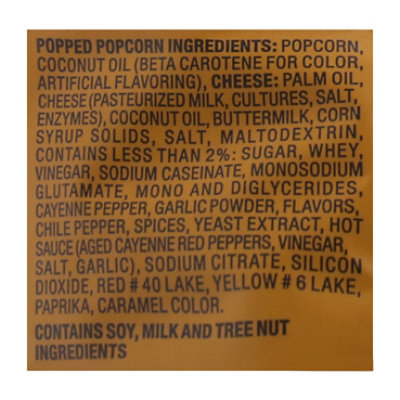 POPPED POPCORN INGREDIENTS: POPCORN,
COCONUT OIL (BETA CAROTENE FOR COLOR,
ARTIFICIAL FLAVORING), CHEESE: PALM OIL,
CHEESE (PASTEURIZED MILK, CULTURES, SALT,
ENZYMES), COCONUT OIL, BUTTERMILK, CORN
SYRUP SOLIDS, SALT, MALTODEXTRIN,
CONTAINS LESS THAN 2%: SUGAR, WHEY,
VINEGAR, SODIUM CASEINATE, MONOSODIUM
GLUTAMATE, MONO AND DIGLYCERIDES,
CAYENNE PEPPER, GARLIC POWDER, FLAVORS,
CHILE PEPPER, SPICES, YEAST EXTRACT, HOT
SAUCE (AGED CAYENNE RED PEPPERS, VINEGAR,
SALT, GARLIC), SODIUM CITRATE, SILICON
DIOXIDE, RED # 40 LAKE, YELLOW # 6 LAKE,
PAPRIKA, CARAMEL COLOR.
CONTAINS SOY, MILK AND TREE NUT
INGREDIENTS